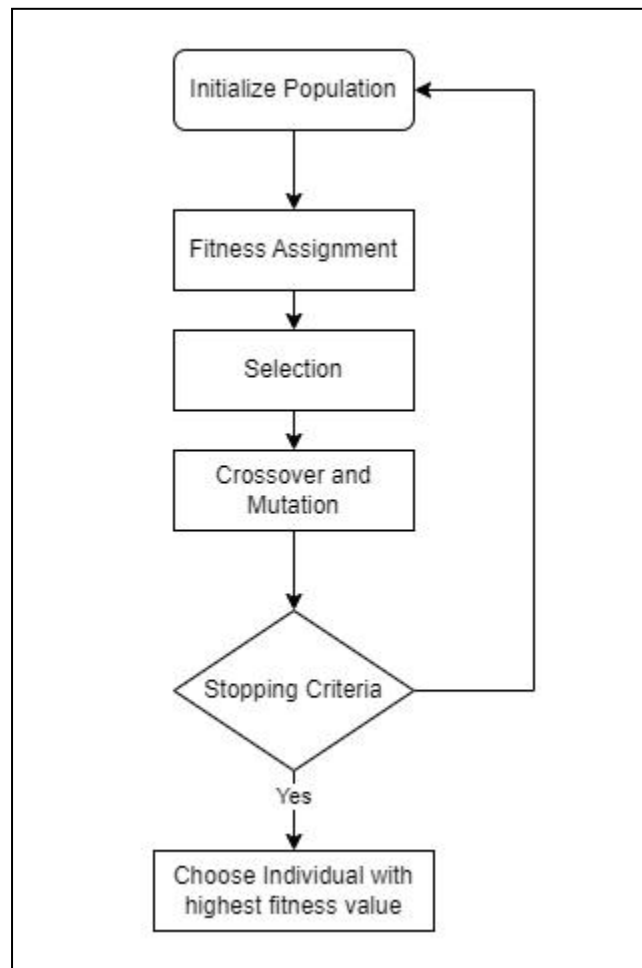 Initialize Population
Fitness Assignment
Selection
Crossover and
Mutation
Stopping Criteria
Yes
Choose Individual with
highest fitness value